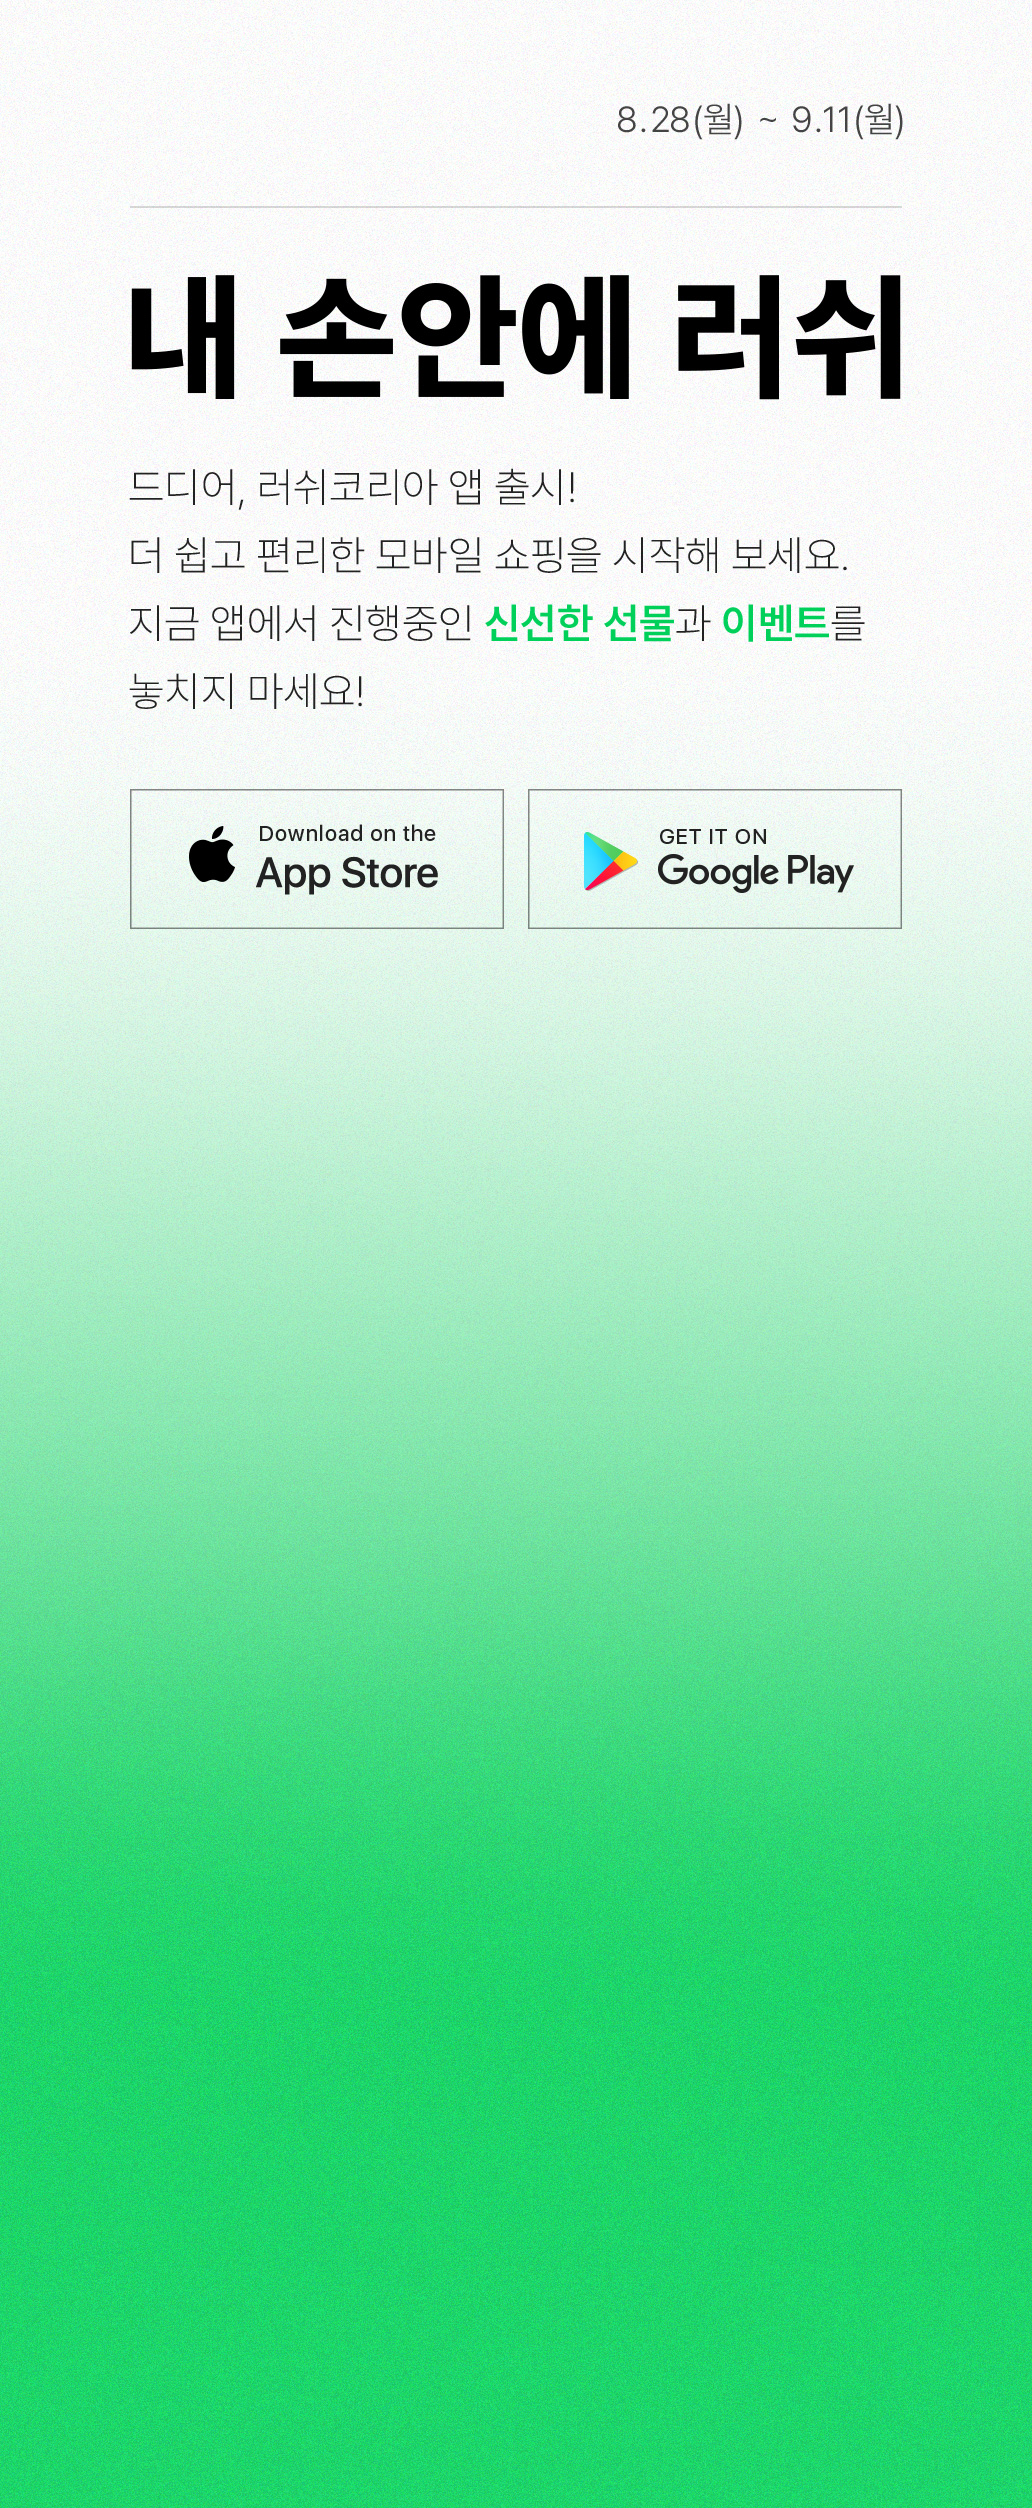 8.28(월) ~ 9.11(월)
내 손안에 러쉬
드디어, 러쉬코리아 앱 출시!
더 쉽고 편리한 모바일 쇼핑을 시작해 보세요.
지금 앱에서 진행중인 신선한 선물과 이벤트를
놓치지 마세요!
Download on the
App Store
GET IT ON
Google Play